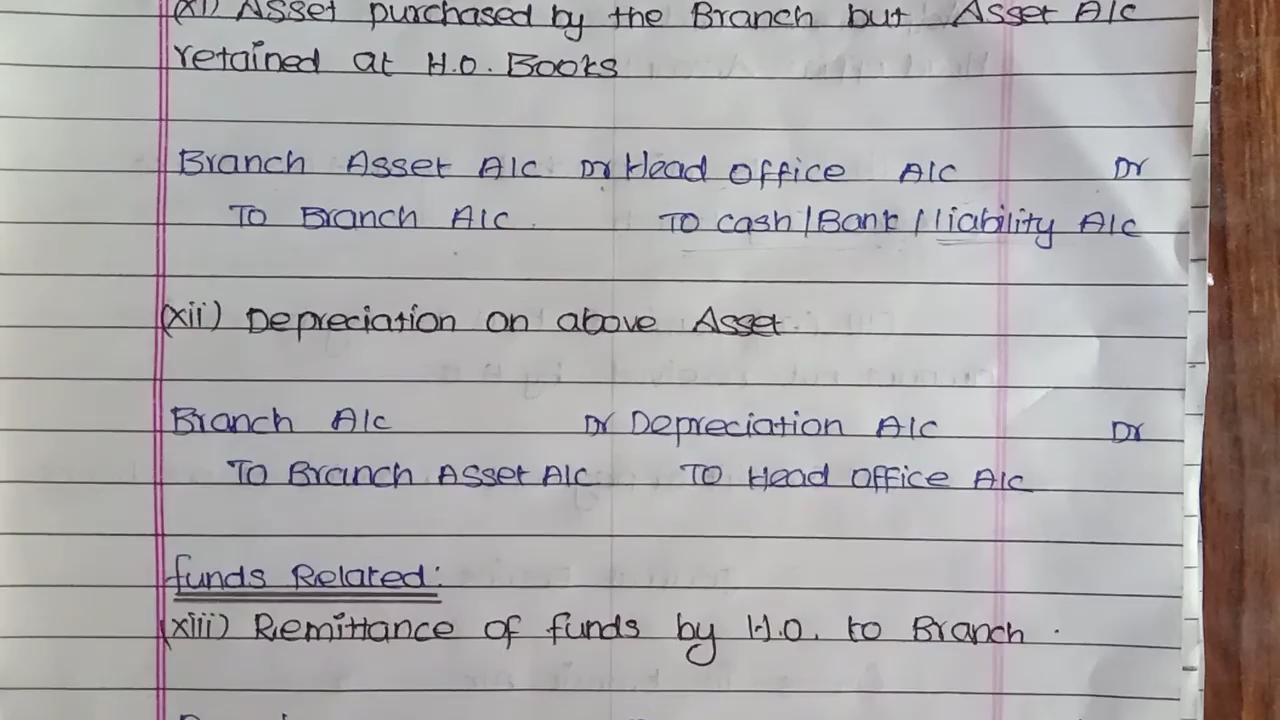 (xi) Asset purchased by the Branch but Asset A/c
retained at H.O. Books
Branch Asset A/c Dr Head Office A/c Dr
To Branch A/c. To cash/Bank/liability A/c
(xii) Depreciation on above Asset.
Branch A/c Dr Depreciation A/c Dr
To Branch Asset A/c To Head Office A/c
funds Related:
(xiii) Remittance of funds by H.O. to Branch.